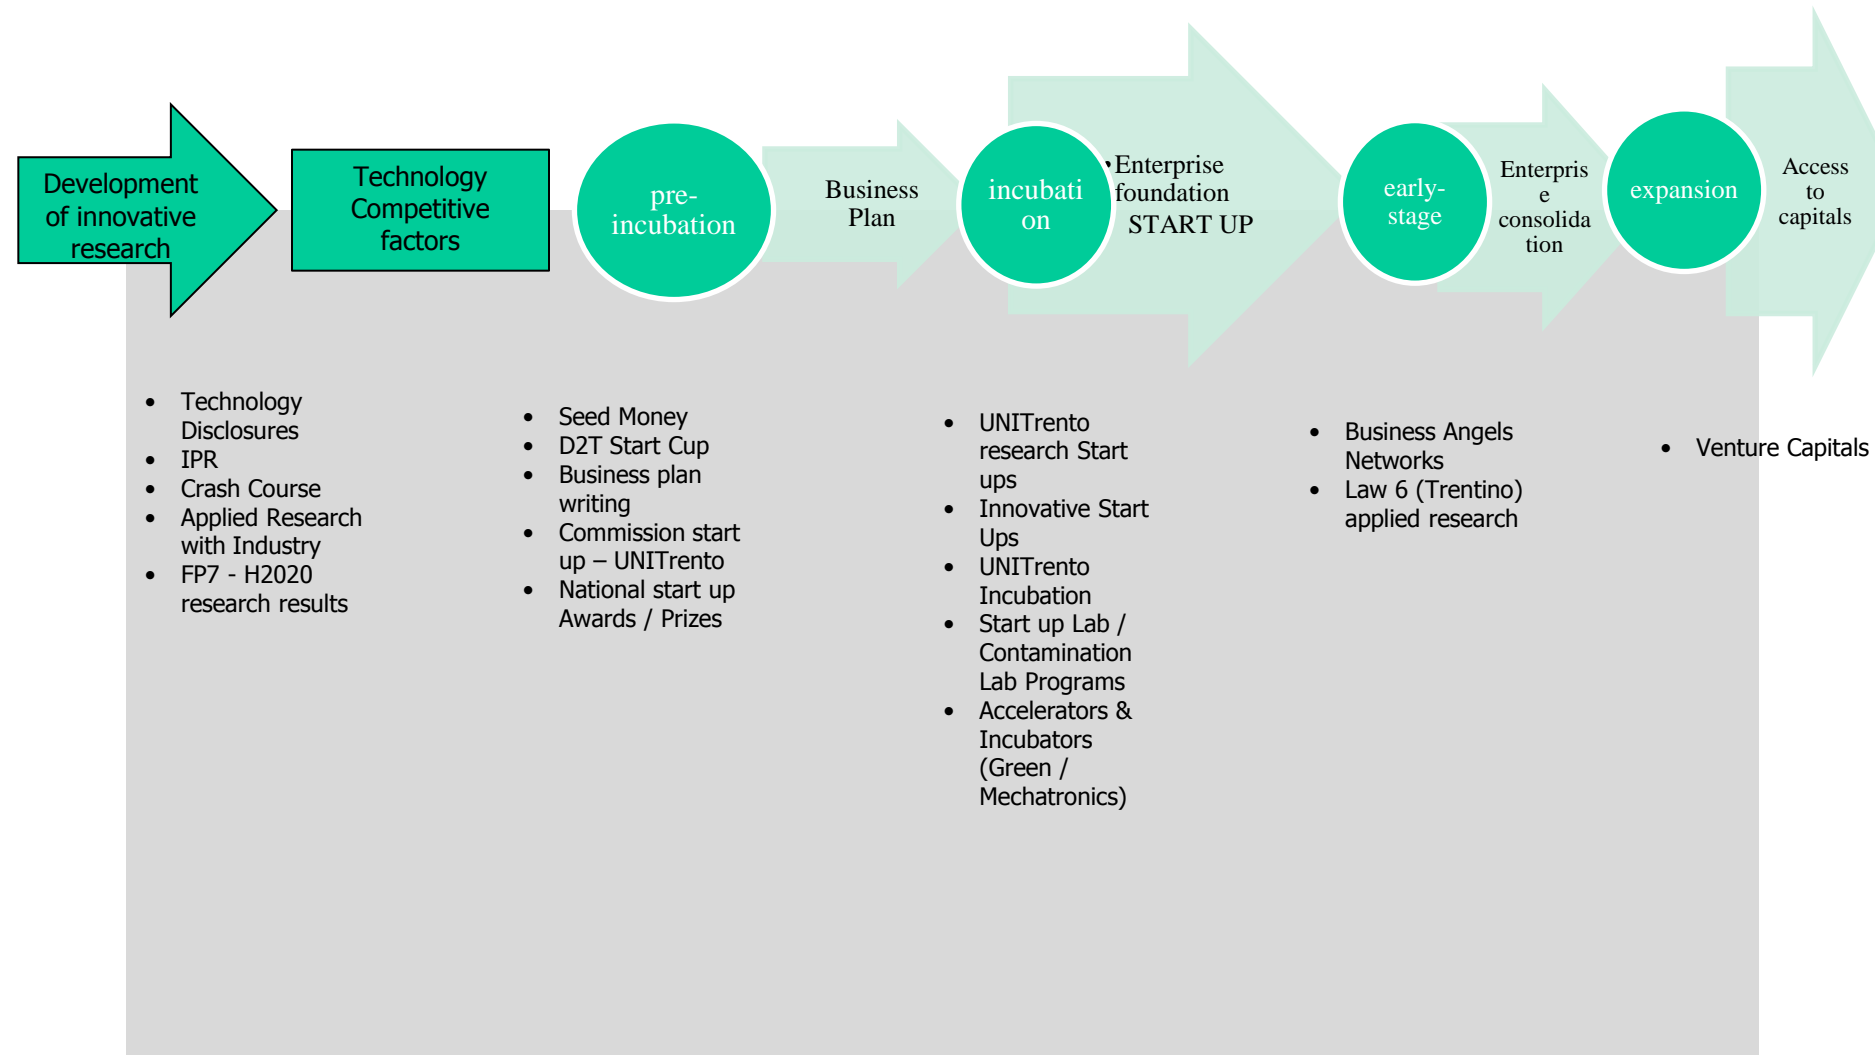 Development
of innovative
research
Technology
Competitive
factors
pre-
incubation
Business
Plan
incubati
on
•Enterprise
foundation
START UP
early-
stage
Enterpris
e
consolida
tion
expansion
Access
to
capitals
• Technology
Disclosures
• IPR
• Crash Course
• Applied Research
with Industry
• FP7 - H2020
research results
• Seed Money
• D2T Start Cup
• Business plan
writing
• Commission start
up – UNITrento
• National start up
Awards / Prizes
• UNITrento
research Start
ups
• Innovative Start
Ups
• UNITrento
Incubation
• Start up Lab /
Contamination
Lab Programs
• Accelerators &
Incubators
(Green /
Mechatronics)
• Business Angels
Networks
• Law 6 (Trentino)
applied research
• Venture Capitals